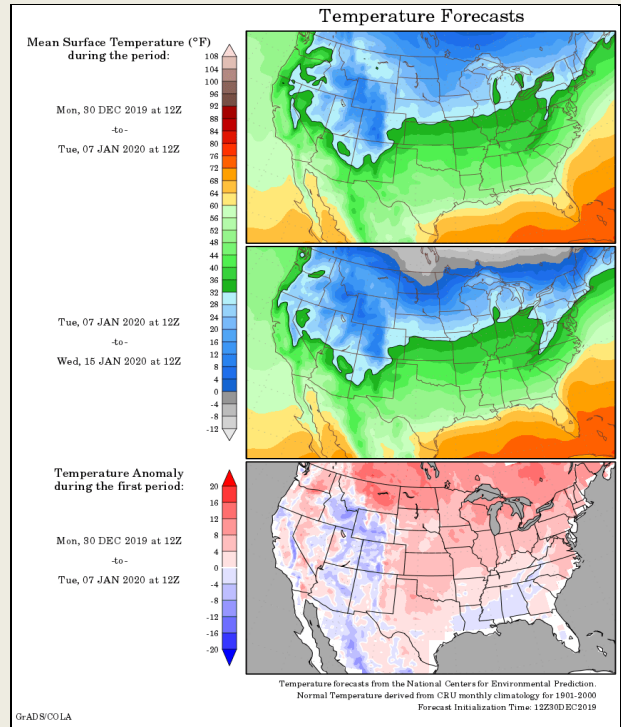 Temperature Forecasts
Mean Surface Temperature (°F)
during the period:
Mon, 30 DEC 2019 at 12Z
-to-
Tue, 07 JAN 2020 at 12Z
108
104
100
96
92
88
84
80
76
72
68
64
60
56
52
48
44
40
36
32
28
24
20
16
12
8
4
0
-4
-8
-12
Tue, 07 JAN 2020 at 12Z
-to-
Wed, 15 JAN 2020 at 12Z
Temperature Anomaly
during the first period:
Mon, 30 DEC 2019 at 12Z
-to-
Tue, 07 JAN 2020 at 12Z
20
16
12
8
4
0
-4
-8
-12
-16
-20
Temperature forecasts from the National Centers for Environmental Prediction.
Normal Temperature derived from CRU monthly climatology for 1901-2000
Forecast Initialization Time: 12Z30DEC2019
GrADS/COLA